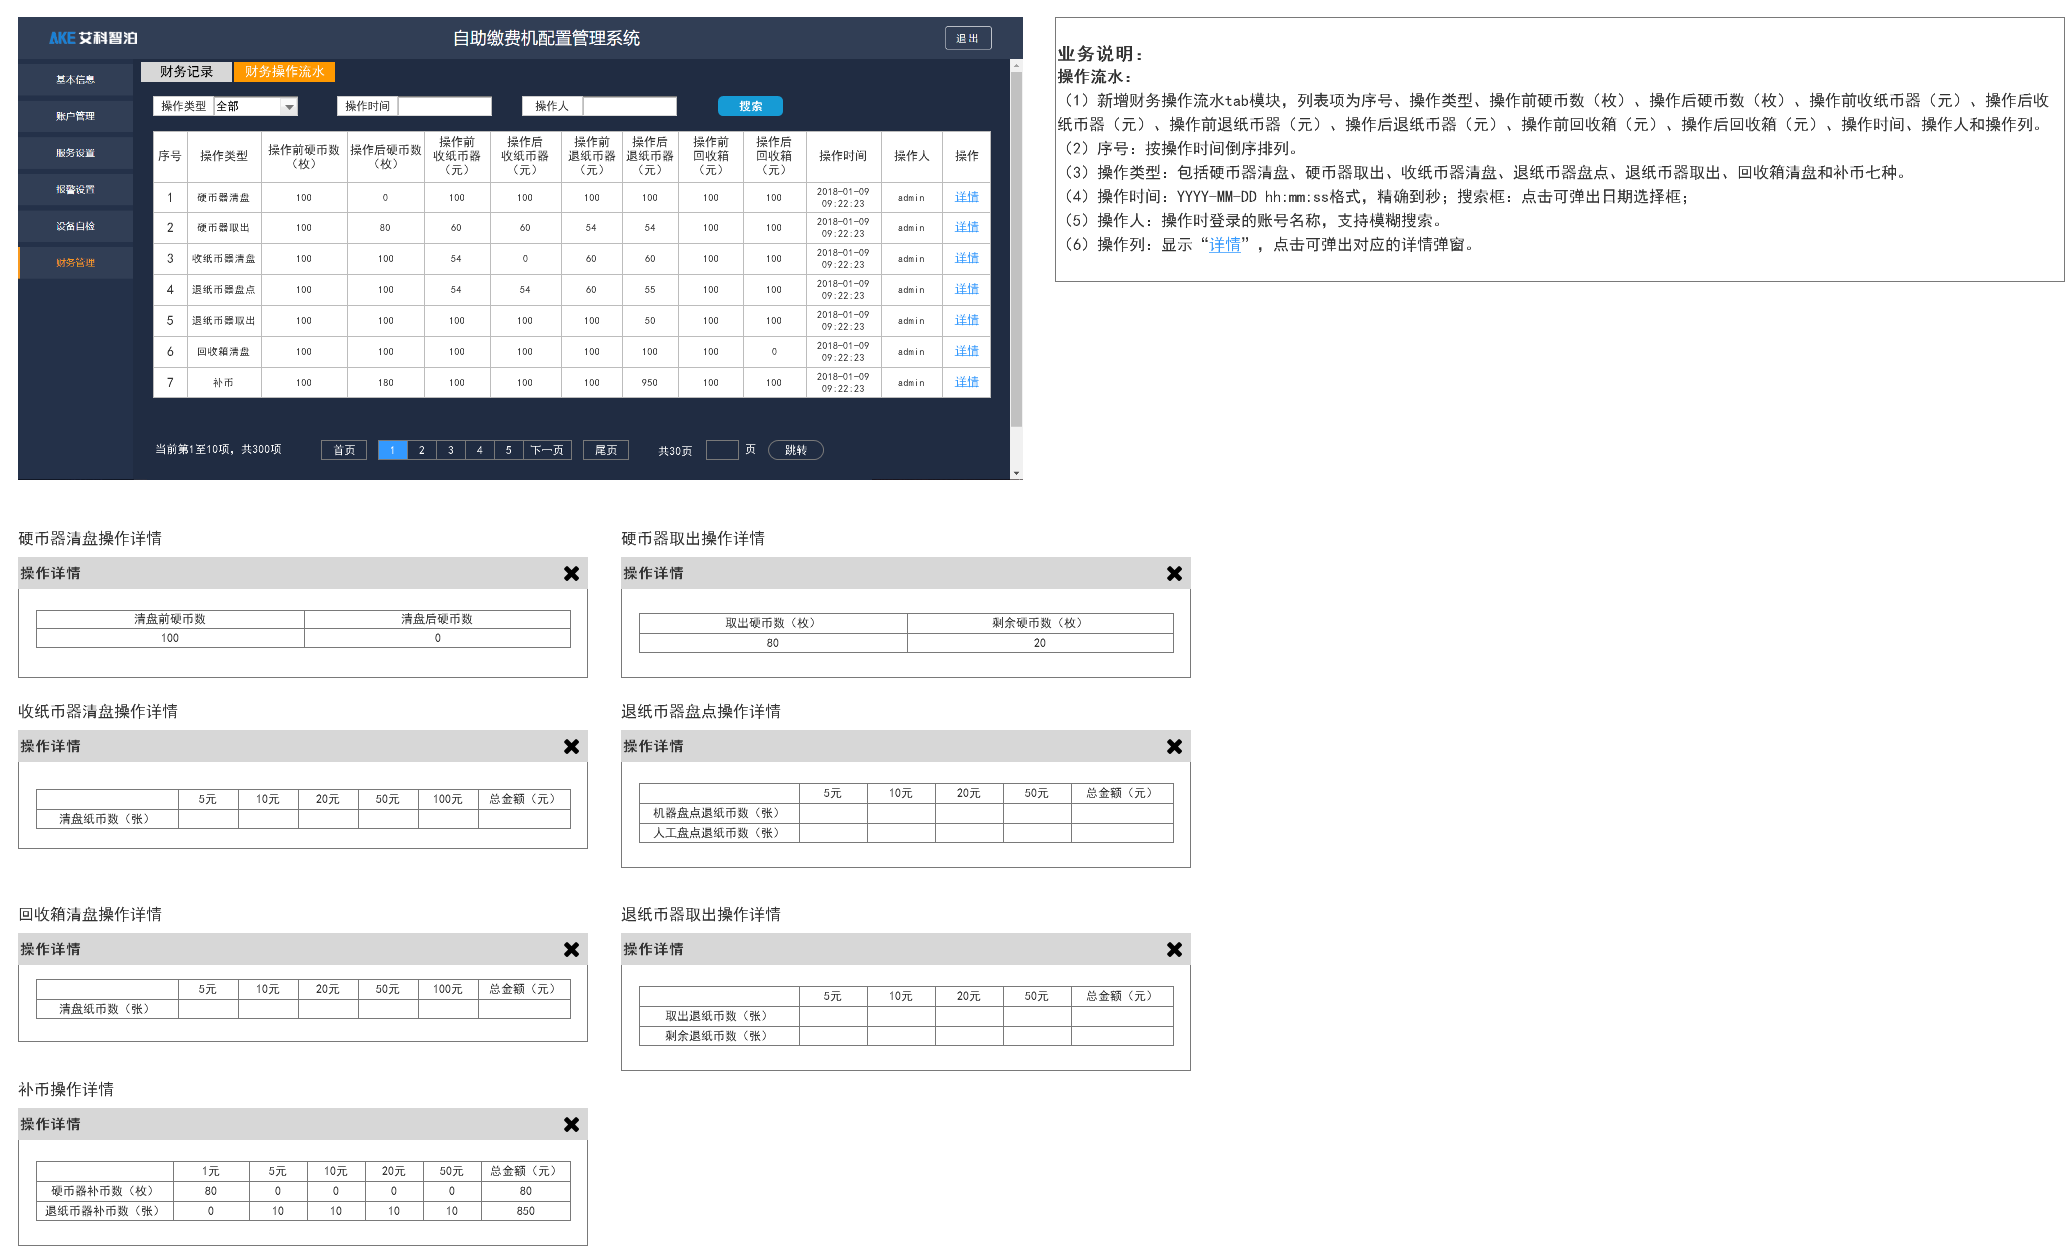 AKE 艾科智泊
自助缴费机配置管理系统
退出
基本信息
账户管理
服务设置
报警设置
设备自检
财务管理
财务记录 财务操作流水
操作类型 全部 操作时间 操作人 搜索
序号 操作类型 操作前硬币数（枚） 操作后硬币数（枚） 操作前收纸币器（元） 操作后收纸币器（元） 操作前退纸币器（元） 操作后退纸币器（元） 操作前回收箱（元） 操作后回收箱（元） 操作时间 操作人 操作
1 硬币器清盘 100 0 100 100 100 100 100 100 2018-01-09 09:22:23 admin 详情
2 硬币器取出 100 80 60 60 54 54 100 100 2018-01-09 09:22:23 admin 详情
3 收纸币器清盘 100 100 54 0 60 60 100 100 2018-01-09 09:22:23 admin 详情
4 退纸币器盘点 100 100 54 54 60 55 100 100 2018-01-09 09:22:23 admin 详情
5 退纸币器取出 100 100 100 100 100 50 100 100 2018-01-09 09:22:23 admin 详情
6 回收箱清盘 100 100 100 100 100 100 100 0 2018-01-09 09:22:23 admin 详情
7 补币 100 180 100 100 100 950 100 100 2018-01-09 09:22:23 admin 详情
当前第1至10项，共300项 首页 1 2 3 4 5 下一页 尾页 共30页 页 跳转
业务说明：
操作流水：
（1）新增财务操作流水tab模块，列表项为序号、操作类型、操作前硬币数（枚）、操作后硬币数（枚）、操作前收纸币器（元）、操作后收
纸币器（元）、操作前退纸币器（元）、操作后退纸币器（元）、操作前回收箱（元）、操作后回收箱（元）、操作时间、操作人和操作列。
（2）序号：按操作时间倒序排列。
（3）操作类型：包括硬币器清盘、硬币器取出、收纸币器清盘、退纸币器盘点、退纸币器取出、回收箱清盘和补币七种。
（4）操作时间：YYYY-MM-DD hh:mm:ss格式，精确到秒；搜索框：点击可弹出日期选择框；
（5）操作人：操作时登录的账号名称，支持模糊搜索。
（6）操作列：显示“详情”，点击可弹出对应的详情弹窗。
硬币器清盘操作详情
操作详情
清盘前硬币数 清盘后硬币数
100 0
硬币器取出操作详情
操作详情
取出硬币数（枚） 剩余硬币数（枚）
80 20
收纸币器清盘操作详情
操作详情
5元 10元 20元 50元 100元 总金额（元）
清盘纸币数（张）
退纸币器盘点操作详情
操作详情
5元 10元 20元 50元 总金额（元）
机器盘点退纸币数（张）
人工盘点退纸币数（张）
回收箱清盘操作详情
操作详情
5元 10元 20元 50元 100元 总金额（元）
清盘纸币数（张）
退纸币器取出操作详情
操作详情
5元 10元 20元 50元 总金额（元）
取出退纸币数（张）
剩余退纸币数（张）
补币操作详情
操作详情
1元 5元 10元 20元 50元 总金额（元）
硬币器补币数（枚） 80 0 0 0 0 80
退纸币器补币数（张） 0 10 10 10 10 850